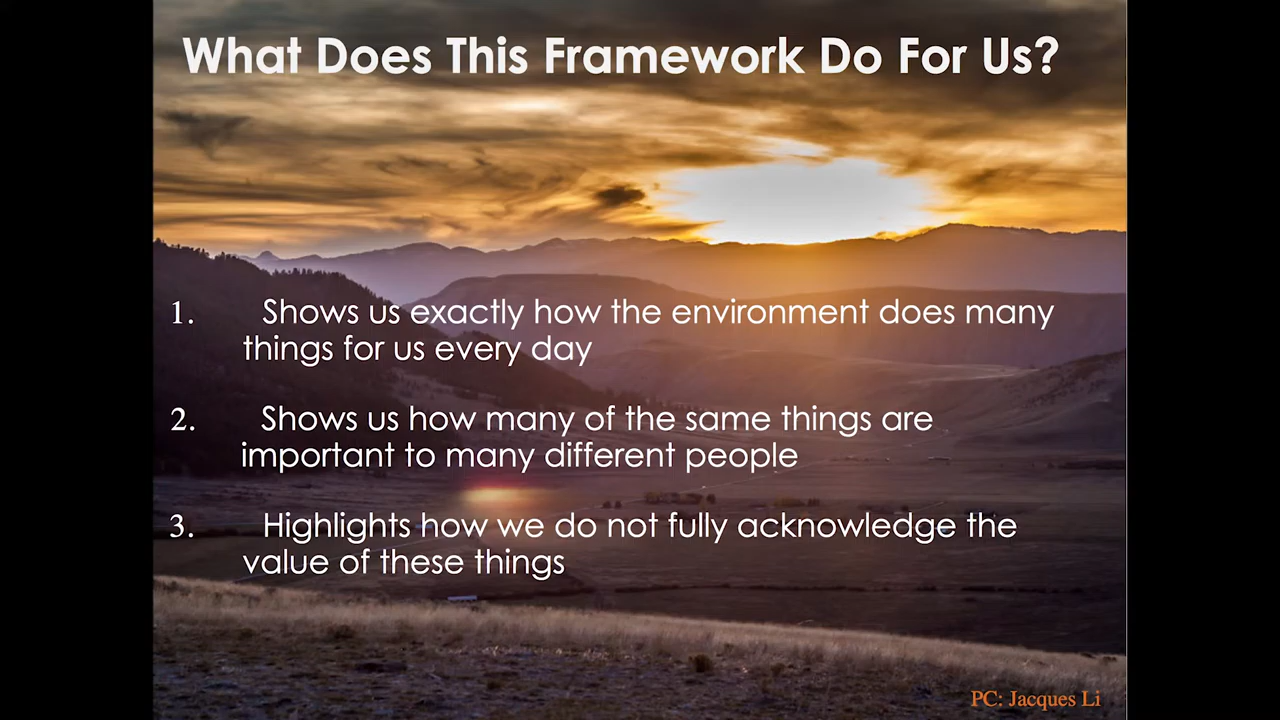 What Does This Framework Do For Us?
1. Shows us exactly how the environment does many
things for us every day
2. Shows us how many of the same things are
important to many different people
3. Highlights how we do not fully acknowledge the
value of these things
PC: Jacques Li